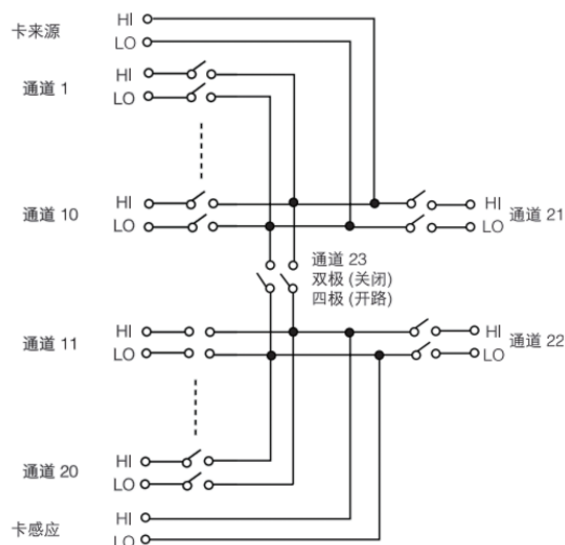 卡来源
HI
LO
通道 1
HI
LO
通道 10
HI
LO
HI
LO
通道 21
通道 23
双极 (关闭)
四极 (开路)
通道 11
HI
LO
HI
LO
通道 22
通道 20
HI
LO
卡感应
HI
LO